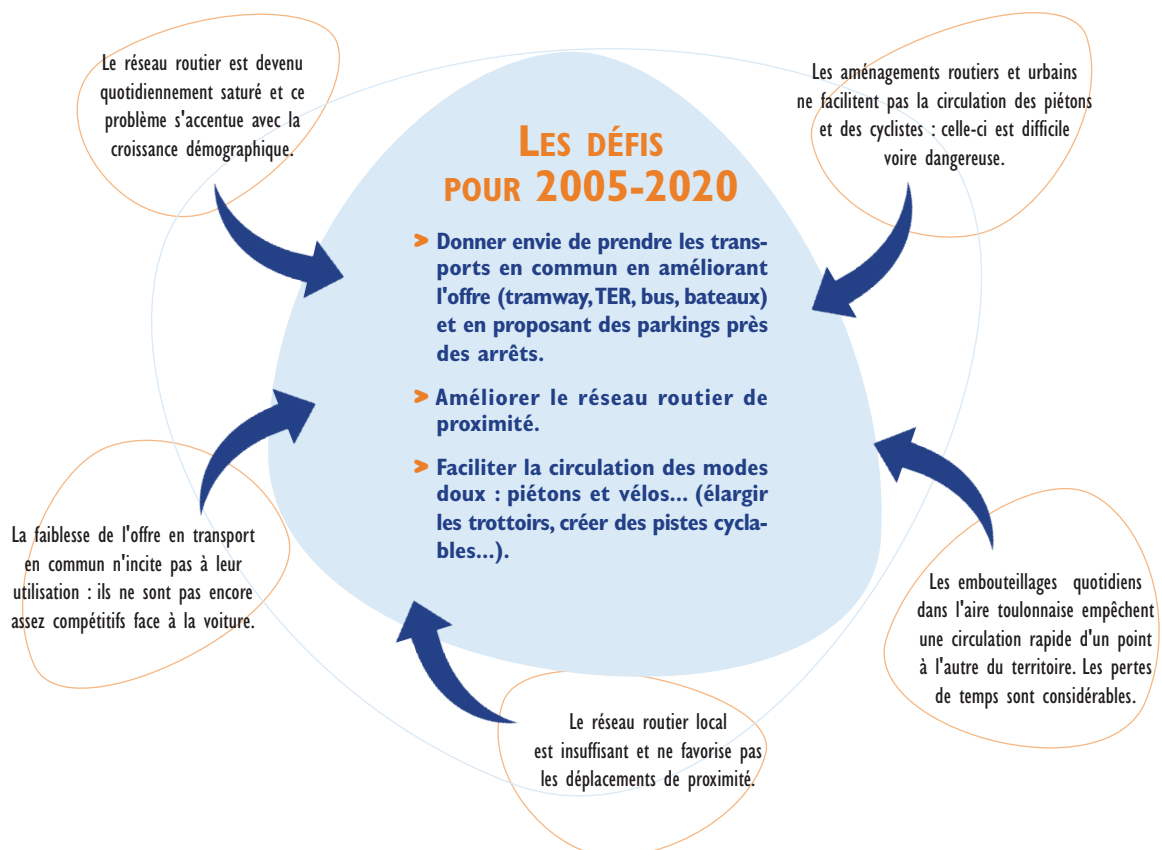 Le réseau routier est devenu
quotidiennement saturé et ce
problème s'accentue avec la
croissance démographique.
Les aménagements routiers et urbains
ne facilitent pas la circulation des piétons
et des cyclistes : celle-ci est difficile
voire dangereuse.
LES DÉFIS
POUR 2005-2020
> Donner envie de prendre les trans-
ports en commun en améliorant
l'offre (tramway, TER, bus, bateaux)
et en proposant des parkings près
des arrêts.
> Améliorer le réseau routier de
proximité.
> Faciliter la circulation des modes
doux : piétons et vélos... (élargir
les trottoirs, créer des pistes cycla-
bles...).
La faiblesse de l'offre en transport
en commun n'incite pas à leur
utilisation : ils ne sont pas encore
assez compétitifs face à la voiture.
Les embouteillages quotidiens
dans l'aire toulonnaise empêchent
une circulation rapide d'un point
à l'autre du territoire. Les pertes
de temps sont considérables.
Le réseau routier local
est insuffisant et ne favorise pas
les déplacements de proximité.